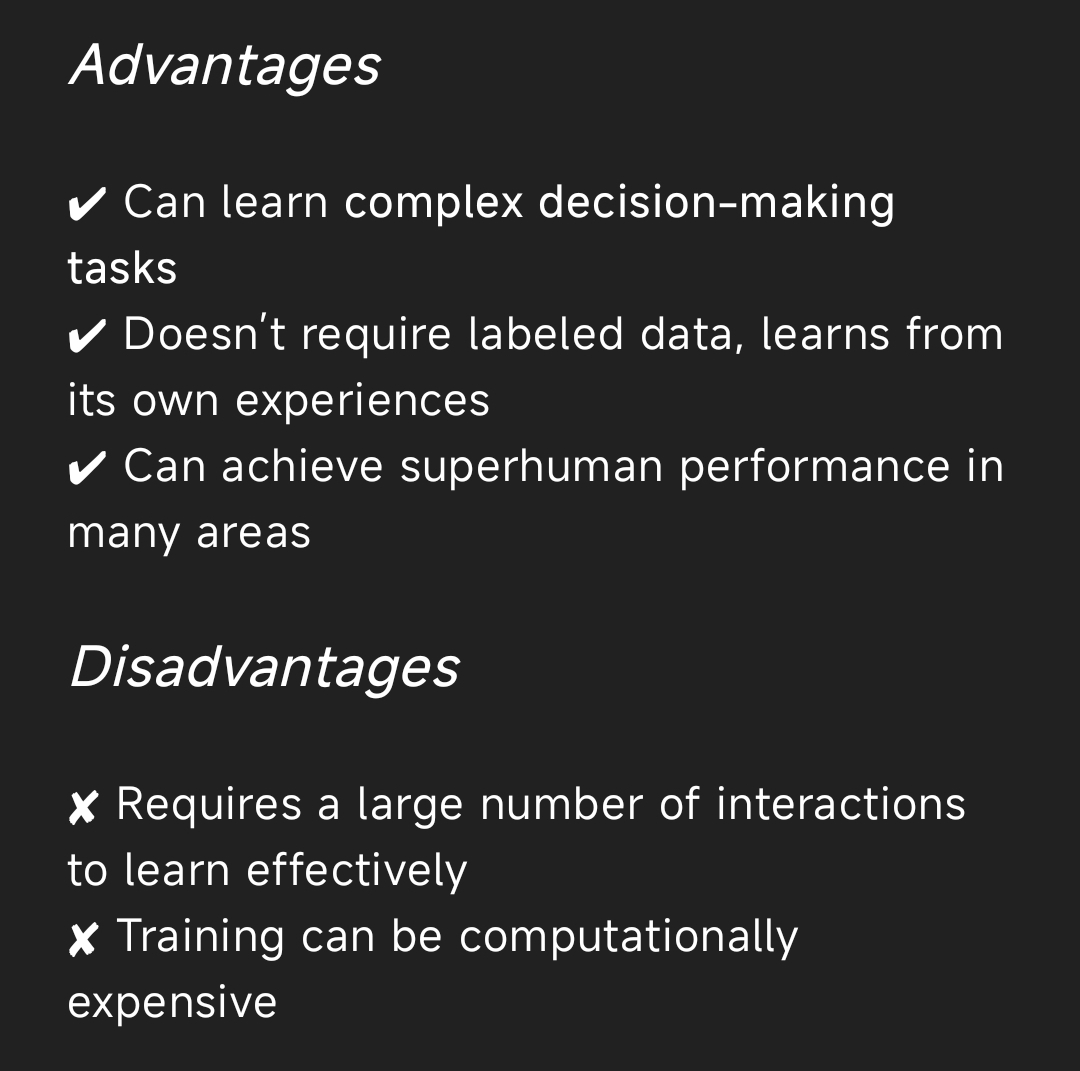 Advantages
✔ Can learn complex decision-making
tasks
✔ Doesn't require labeled data, learns from
its own experiences
✔ Can achieve superhuman performance in
many areas
Disadvantages
✘ Requires a large number of interactions
to learn effectively
✘ Training can be computationally
expensive